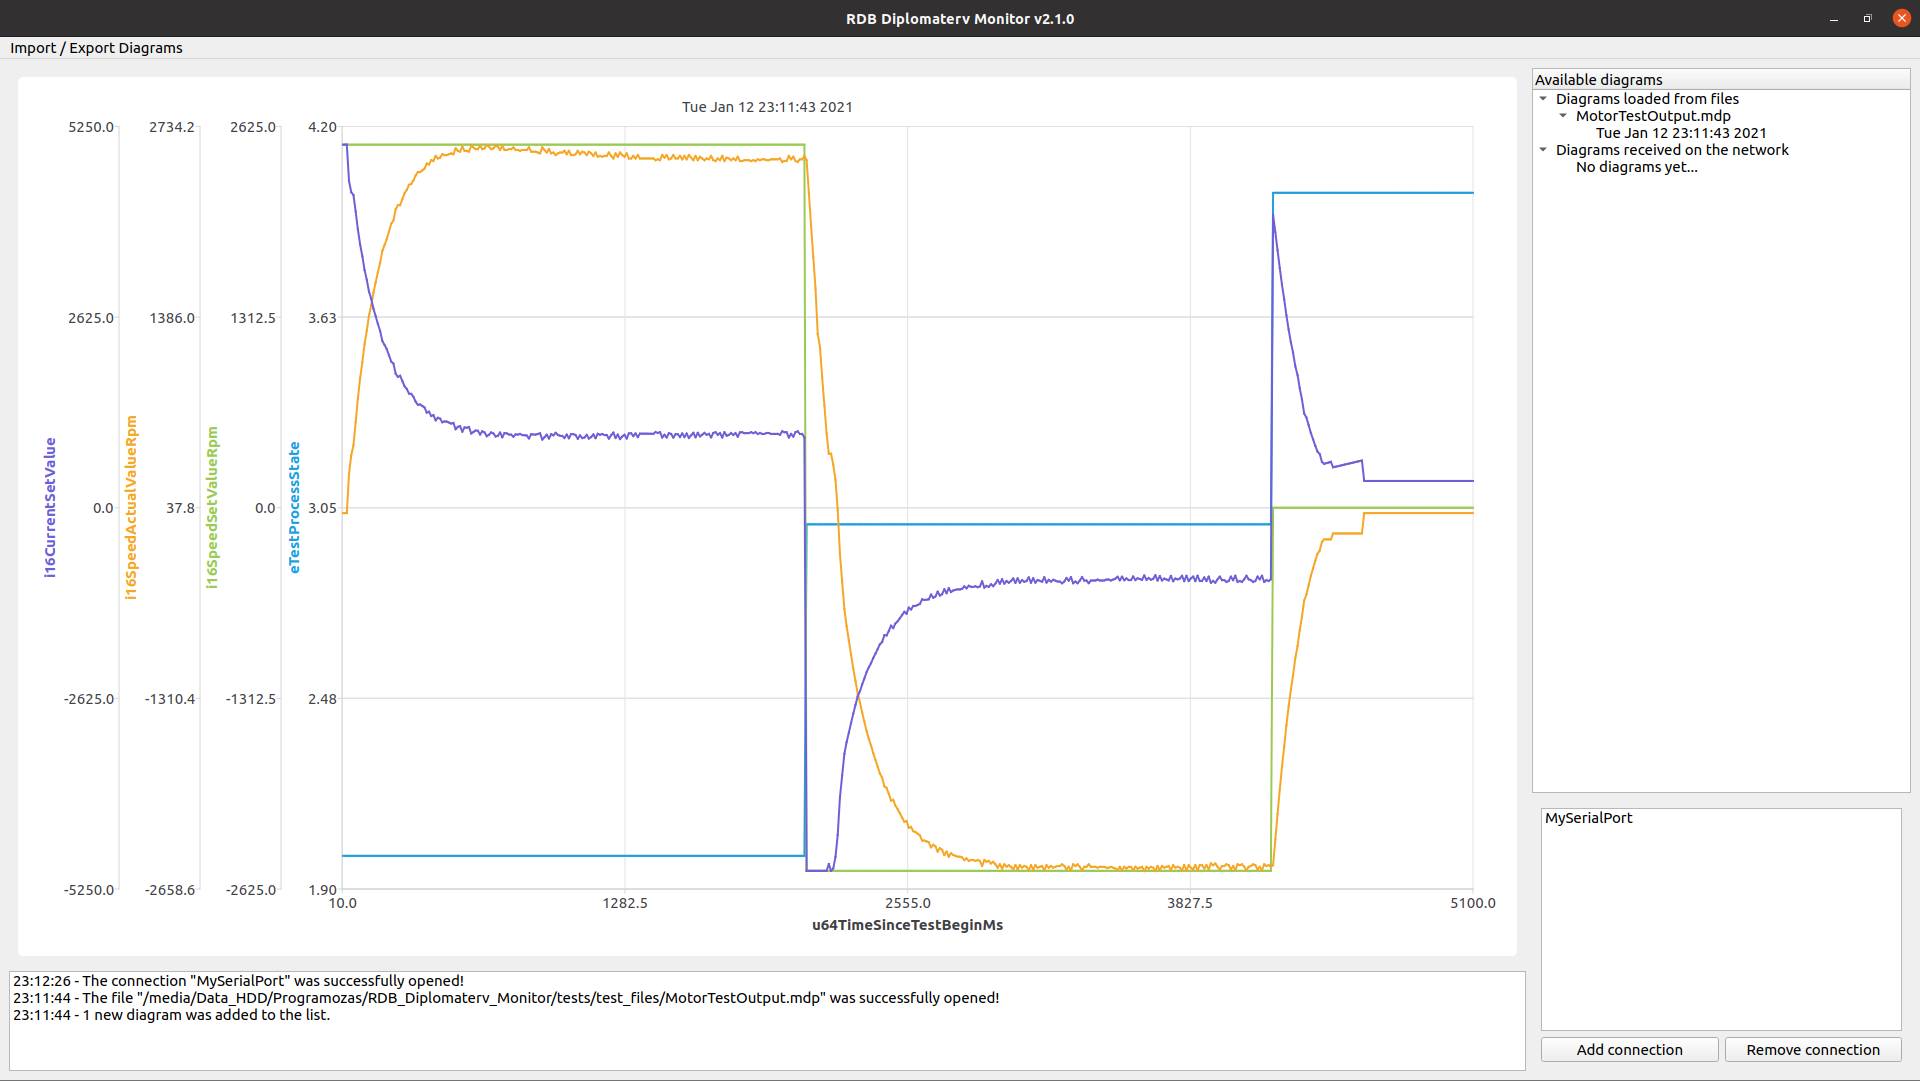 RDB Diplomaterv Monitor v2.1.0
Import / Export Diagrams
Tue Jan 12 23:11:43 2021
5250.0 2734.2 2625.0 4.20
2625.0 1386.0 1312.5 3.63
0.0 37.8 0.0 3.05
-2625.0 -1310.4 -1312.5 2.48
-5250.0 -2658.6 -2625.0 1.90
i16CurrentSetValue
i16SpeedActualValueRpm
i16SpeedSetValueRpm
eTestProcessState
10.0 1282.5 2555.0 3827.5 5100.0
u64TimeSinceTestBeginMs
Available diagrams
Diagrams loaded from files
MotorTestOutput.mdp
Tue Jan 12 23:11:43 2021
Diagrams received on the network
No diagrams yet...
MySerialPort
Add connection
Remove connection
23:12:26 - The connection "MySerialPort" was successfully opened!
23:11:44 - The file "/media/Data_HDD/Programozas/RDB_Diplomaterv_Monitor/tests/test_files/MotorTestOutput.mdp" was successfully opened!
23:11:44 - 1 new diagram was added to the list.